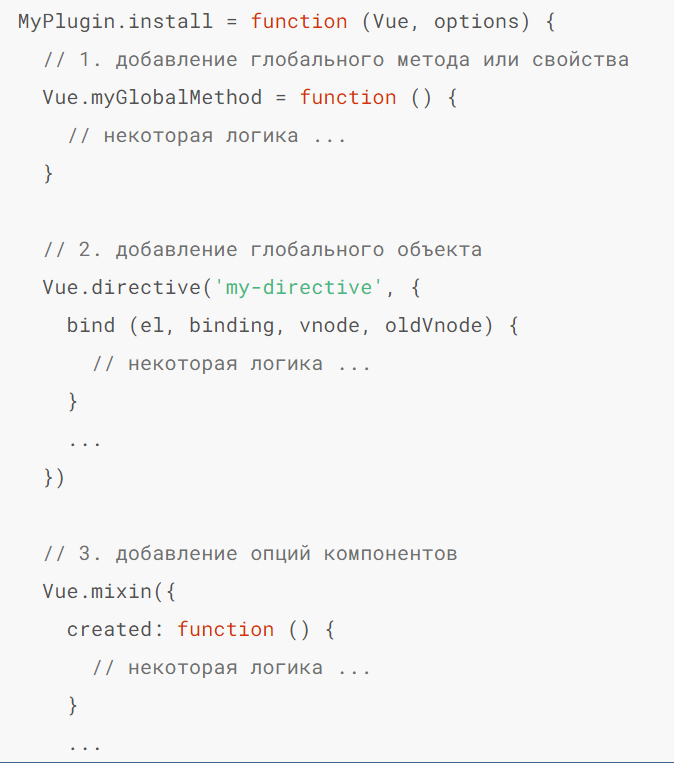 MyPlugin.install = function (Vue, options) {
// 1. добавление глобального метода или свойства
Vue.myGlobalMethod = function () {
// некоторая логика ...
}
// 2. добавление глобального объекта
Vue.directive('my-directive', {
bind (el, binding, vnode, oldVnode) {
// некоторая логика ...
}
...
})
// 3. добавление опций компонентов
Vue.mixin({
created: function () {
// некоторая логика ...
}
...